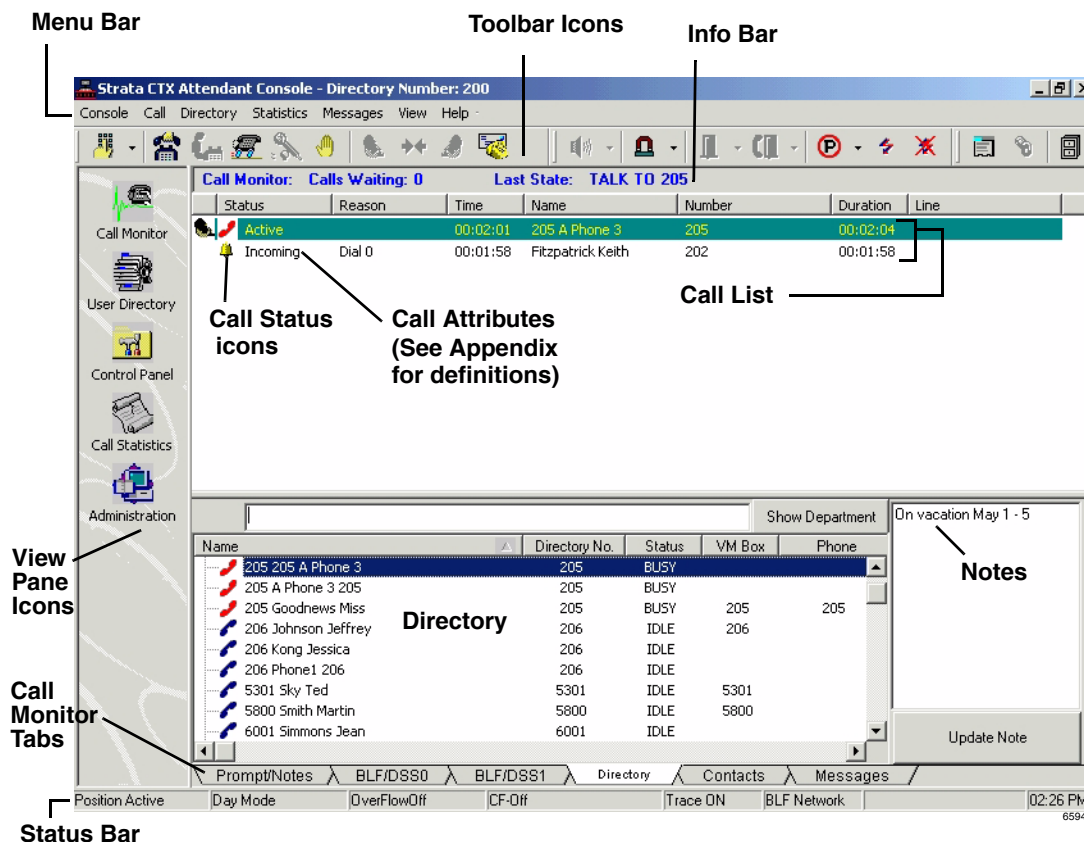 Menu Bar
Toolbar Icons
Info Bar
Strata CTX Attendant Console - Directory Number: 200
Console Call Directory Statistics Messages View Help
Call Monitor: Calls Waiting: 0 Last State: TALK TO 205
Status Reason Time Name Number Duration Line
Active 00:02:01 205 A Phone 3 205 00:02:04
Incoming Dial 0 00:01:58 Fitzpatrick Keith 202 00:01:58
Call Monitor
User Directory
Control Panel
Call Statistics
Administration
Call Status
icons
Call Attributes
(See Appendix
for definitions)
Call List
Show Department
On vacation May 1 - 5
Notes
Name Directory No. Status VM Box Phone
205 205 A Phone 3 205 BUSY
205 A Phone 3 205 205 BUSY
205 Goodnews Miss 205 BUSY 205 205
206 Johnson Jeffrey 206 IDLE 206
206 Kong Jessica 206 IDLE
206 Phone1 206 206 IDLE
5301 Sky Ted 5301 IDLE 5301
5800 Smith Martin 5800 IDLE 5800
6001 Simmons Jean 6001 IDLE
Directory
View
Pane
Icons
Call
Monitor
Tabs
Update Note
Prompt/Notes BLF/DSS0 BLF/DSS1 Directory Contacts Messages
Position Active Day Mode OverFlowOff CF-Off Trace ON BLF Network 02:26 PM
6594
Status Bar